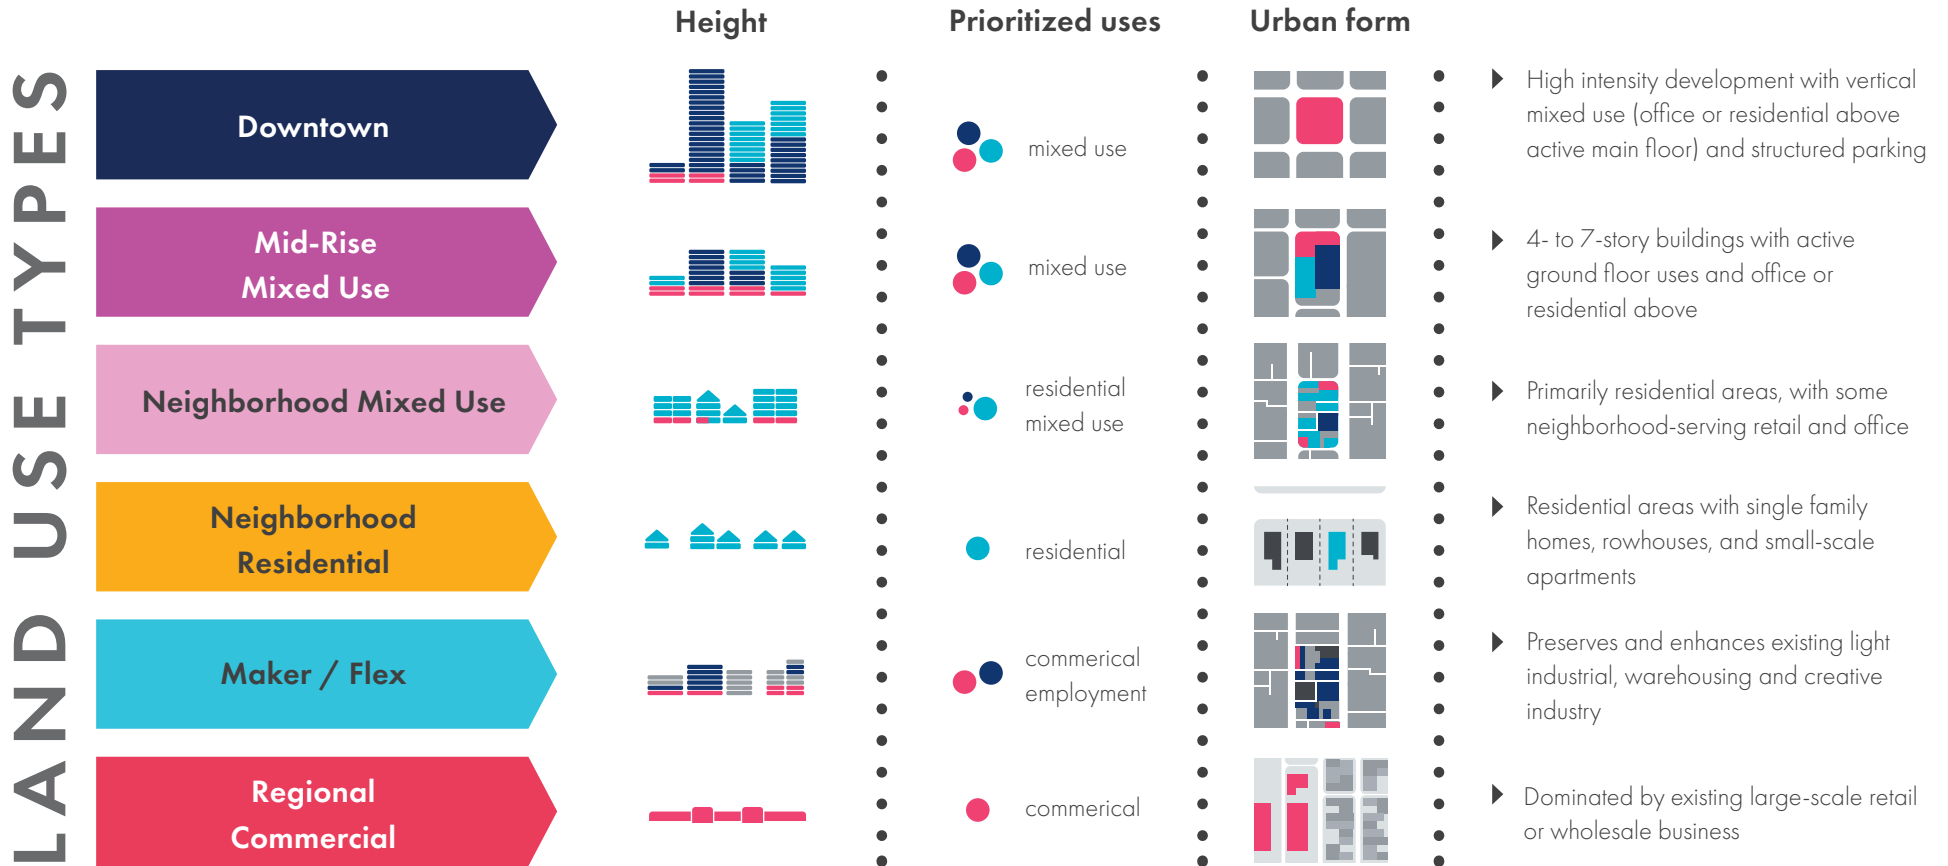 LAND USE TYPES
Height
Prioritized uses
Urban form
Downtown
mixed use
High intensity development with vertical
mixed use (office or residential above
active main floor) and structured parking
Mid-Rise
Mixed Use
mixed use
4- to 7-story buildings with active
ground floor uses and office or
residential above
Neighborhood Mixed Use
residential
mixed use
Primarily residential areas, with some
neighborhood-serving retail and office
Neighborhood
Residential
residential
Residential areas with single family
homes, rowhouses, and small-scale
apartments
Maker / Flex
commerical
employment
Preserves and enhances existing light
industrial, warehousing and creative
industry
Regional
Commercial
commerical
Dominated by existing large-scale retail
or wholesale business